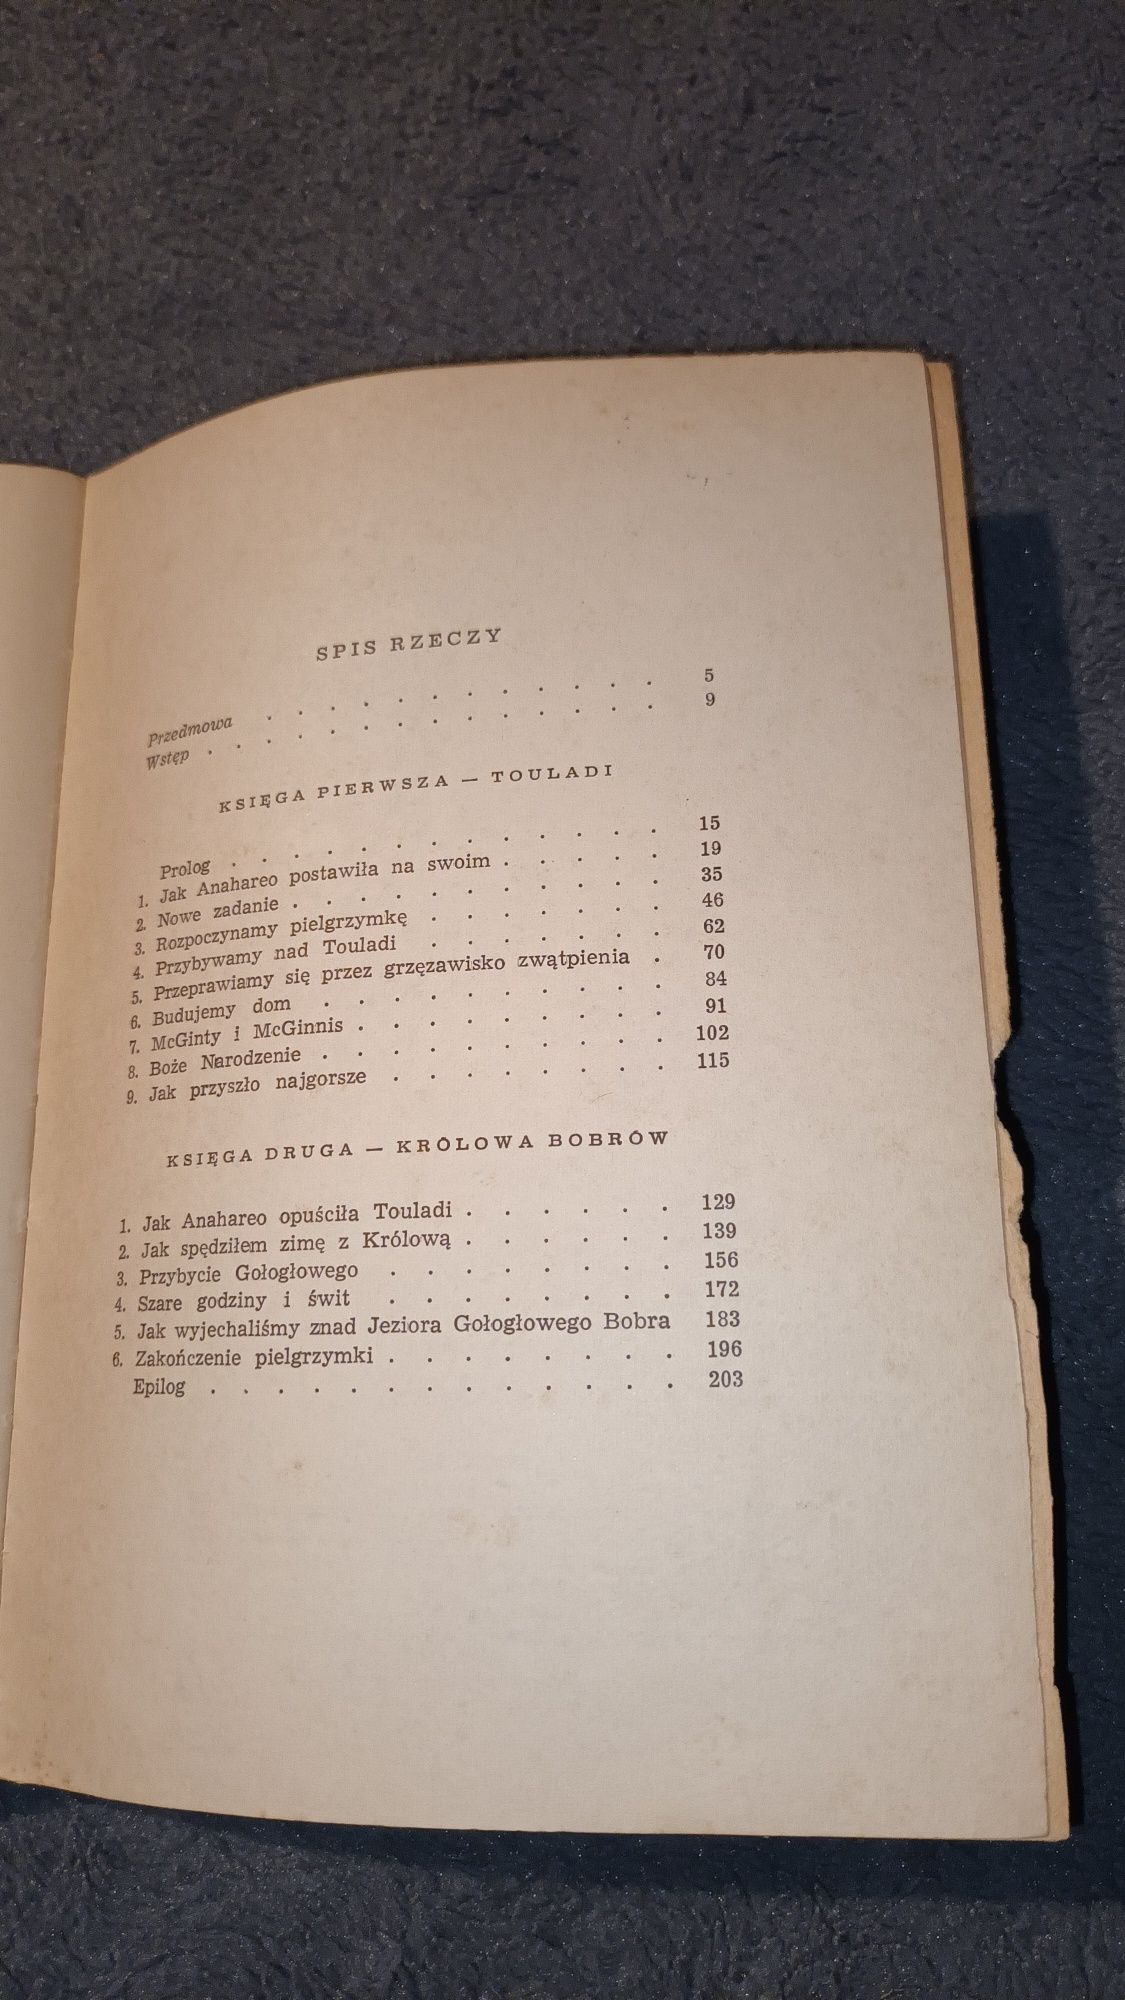 SPIS RZECZY
Przedmowa . . . . . . . . . . . . 5
Wstęp . . . . . . . . . . . . . . 9
KSIĘGA PIERWSZA — TOULADI
Prolog . . . . . . . . . . . . 15
1. Jak Anahareo postawiła na swoim . . . . . 19
2. Nowe zadanie . . . . . . . . . . 35
3. Rozpoczynamy pielgrzymkę . . . . . . . 46
4. Przybywamy nad Touladi . . . . . . . 62
5. Przeprawiamy się przez grzęzawisko zwątpienia . 70
6. Budujemy dom . . . . . . . . . . 84
7. McGinty i McGinnis . . . . . . . . . 91
8. Boże Narodzenie . . . . . . . . . . 102
9. Jak przyszło najgorsze . . . . . . . . 115
KSIĘGA DRUGA — KRÓLOWA BOBRÓW
1. Jak Anahareo opuściła Touladi . . . . . . 129
2. Jak spędziłem zimę z Królową . . . . . . 139
3. Przybycie Gołogłowego . . . . . . . . 156
4. Szare godziny i świt . . . . . . . . 172
5. Jak wyjechaliśmy znad Jeziora Gołogłowego Bobra 183
6. Zakończenie pielgrzymki . . . . . . . . 196
Epilog . . . . . . . . . . . . . 203